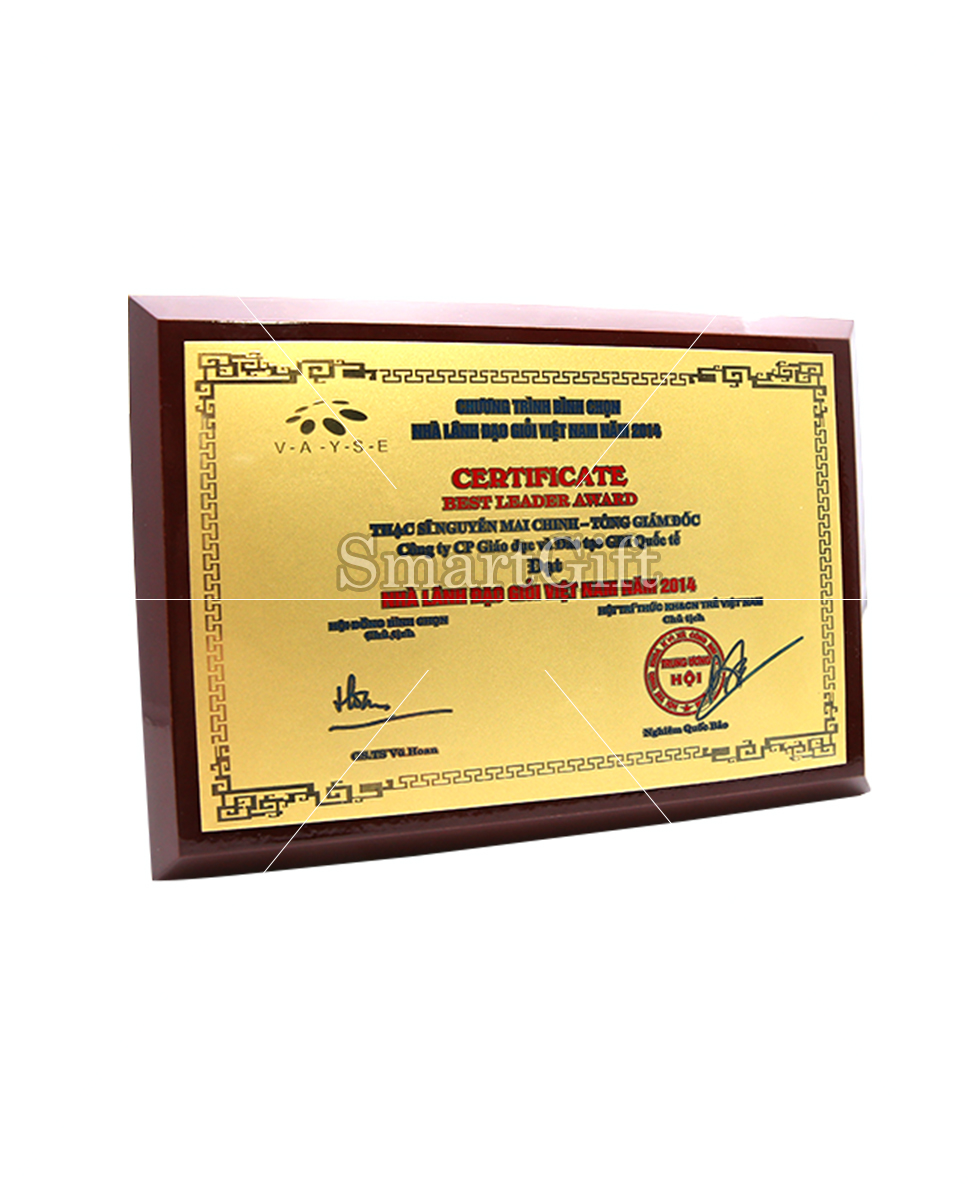 V-A-Y-S-E
CHƯƠNG TRÌNH BÌNH CHỌN
NHÀ LÃNH ĐẠO GIỎI VIỆT NAM NĂM 2014
CERTIFICATE
BEST LEADER AWARD
THẠC SĨ NGUYỄN MAI CHINH – TỔNG GIÁM ĐỐC
Công ty CP Giáo dục và Đào tạo Quốc tế
Đạt
SmartGift
NHÀ LÃNH ĐẠO GIỎI VIỆT NAM NĂM 2014
HỘI ĐỒNG BÌNH CHỌN
Chủ tịch
HỘI TRÍ THỨC KH&CN TRẺ VIỆT NAM
Chủ tịch
TRUNG ƯƠNG
HỘI
GS.TS Vũ Hoan
Nghiêm Quốc Bảo